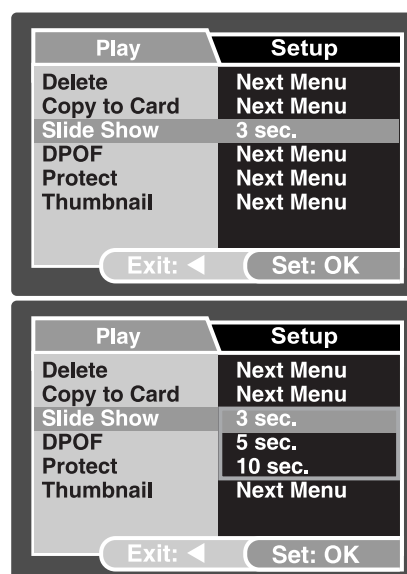 Play Setup
Delete Next Menu
Copy to Card Next Menu
Slide Show 3 sec.
DPOF Next Menu
Protect Next Menu
Thumbnail Next Menu
Exit: ◀ Set: OK
Play Setup
Delete Next Menu
Copy to Card Next Menu
Slide Show 3 sec.
DPOF 5 sec.
Protect 10 sec.
Thumbnail Next Menu
Exit: ◀ Set: OK